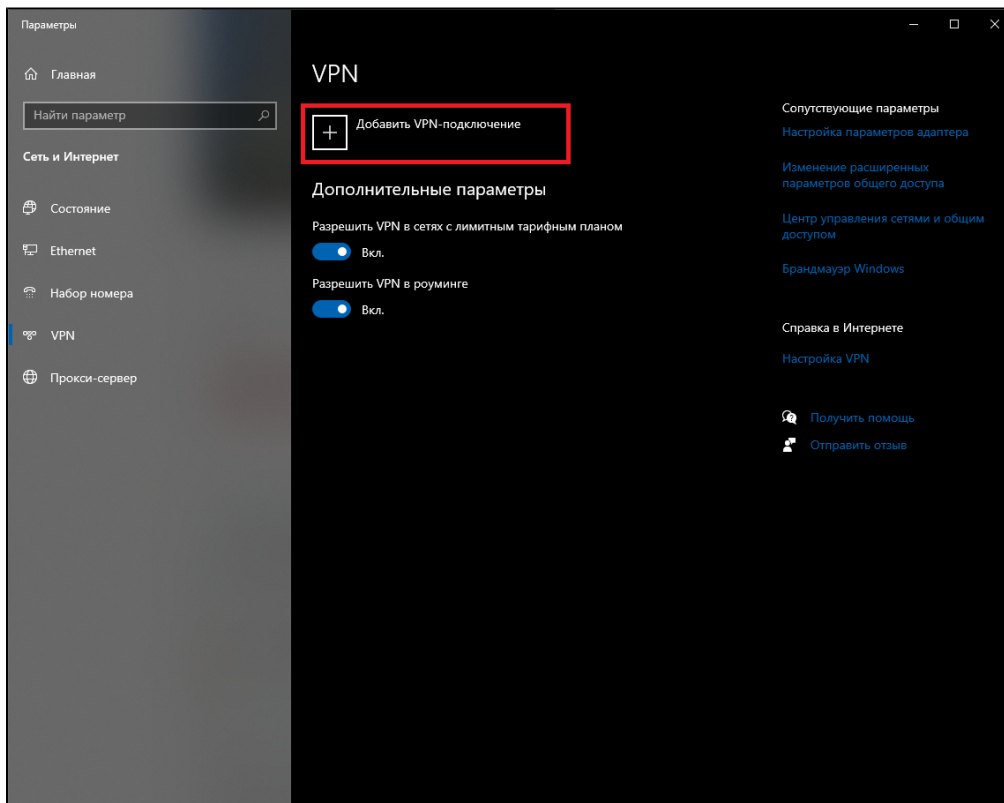 Параметры
Главная
Найти параметр
Сеть и Интернет
Состояние
Ethernet
Набор номера
VPN
Прокси-сервер
VPN
Добавить VPN-подключение
Дополнительные параметры
Разрешить VPN в сетях с лимитным тарифным планом
Вкл.
Разрешить VPN в роуминге
Вкл.
Сопутствующие параметры
Настройка параметров адаптера
Изменение расширенных
параметров общего доступа
Центр управления сетями и общим
доступом
Брандмауэр Windows
Справка в Интернете
Настройка VPN
Получить помощь
Отправить отзыв